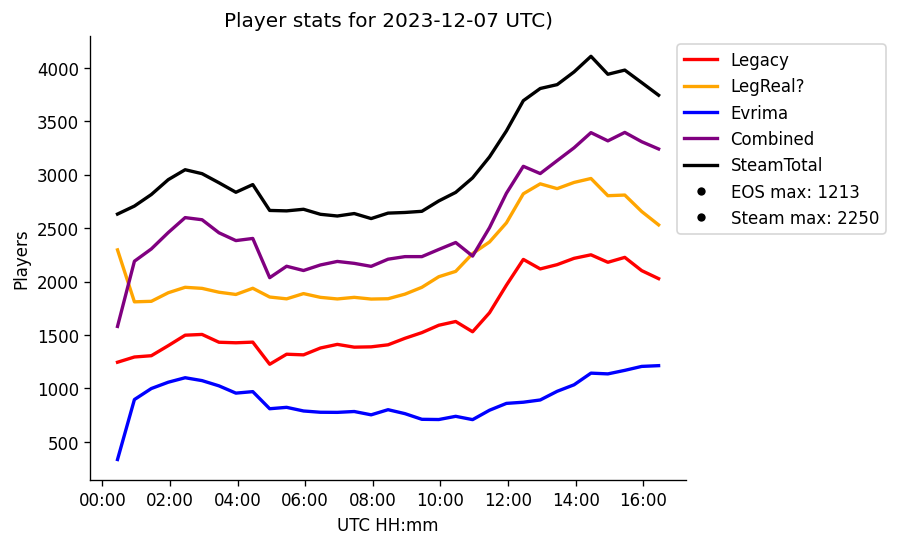 Player stats for 2023-12-07 UTC)
Players
4000
3500
3000
2500
2000
1500
1000
500
00:00 02:00 04:00 06:00 08:00 10:00 12:00 14:00 16:00
UTC HH:mm
Legacy
LegReal?
Evrima
Combined
SteamTotal
EOS max: 1213
Steam max: 2250